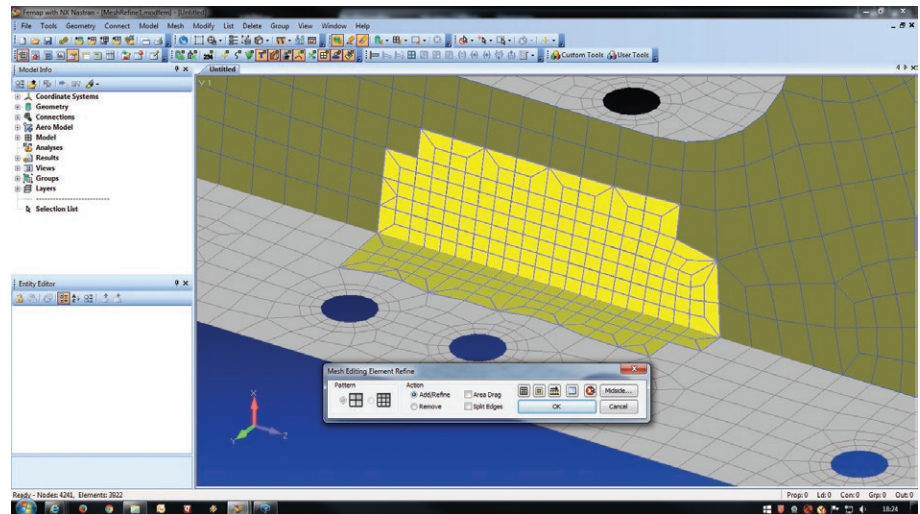 Femap with NX Nastran - [MeshRefine1.modfem] - [Untitled]
File Tools Geometry Connect Model Mesh Modify List Delete Group View Window Help
Custom Tools User Tools
Model Info
Untitled
V1
Coordinate Systems
Geometry
Connections
Aero Model
Model
Analyses
Results
Views
Groups
Layers
Selection List
Entity Editor
Mesh Editing Element Refine
Pattern
Action
Add/Refine
Remove
Area Drag
Split Edges
Midside...
OK
Cancel
X
Y
Z
Ready - Nodes: 4241, Elements: 3922
Prop:0 Ld:0 Con:0 Grp:0 Out:0
18:24